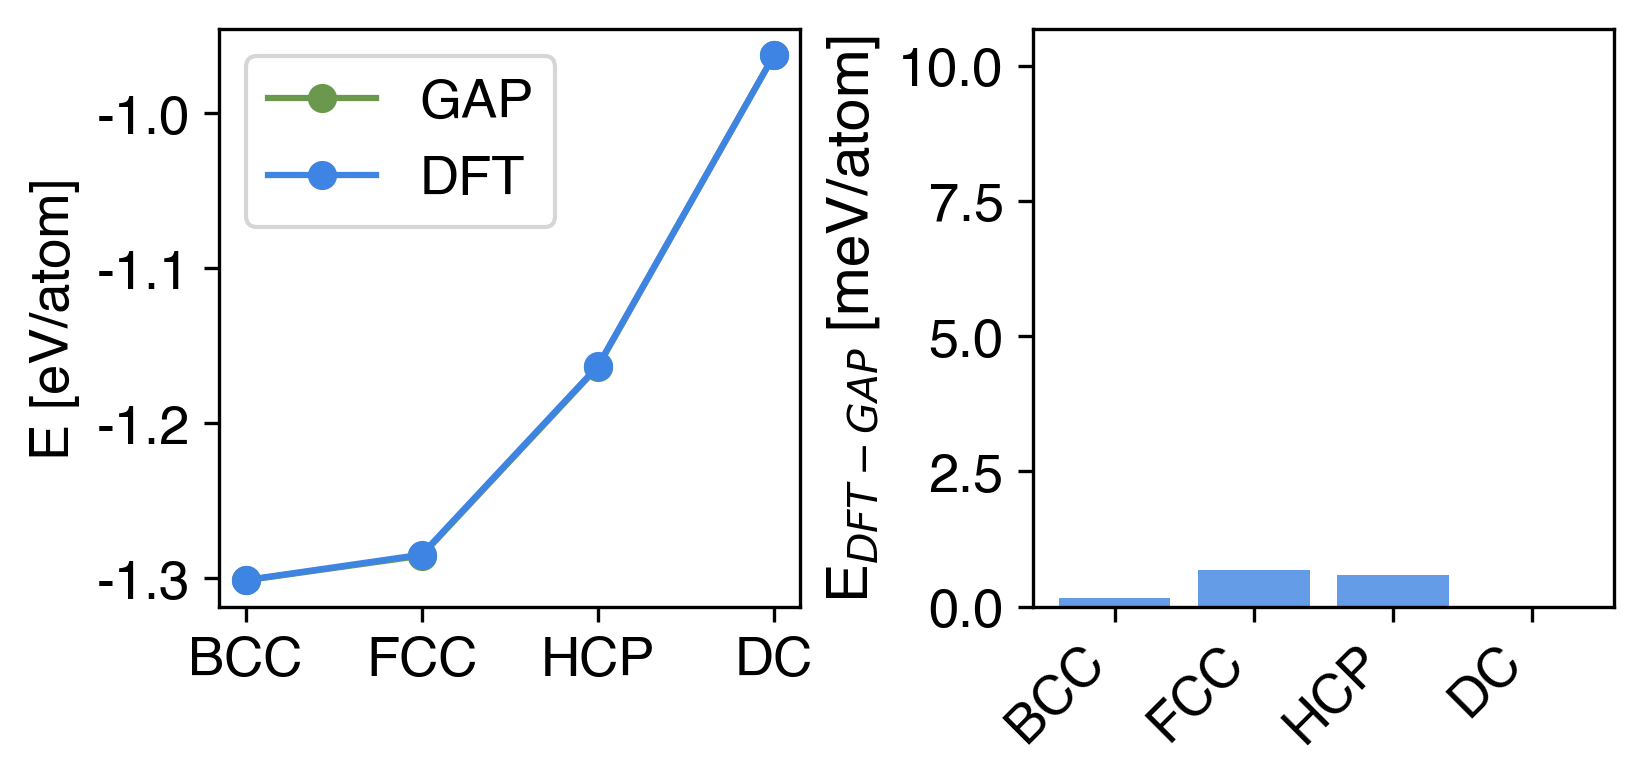 E [eV/atom]
-1.0
-1.1
-1.2
-1.3
GAP
DFT
BCC FCC HCP DC
E_{DFT−GAP} [meV/atom]
10.0
7.5
5.0
2.5
0.0
BCC FCC HCP DC